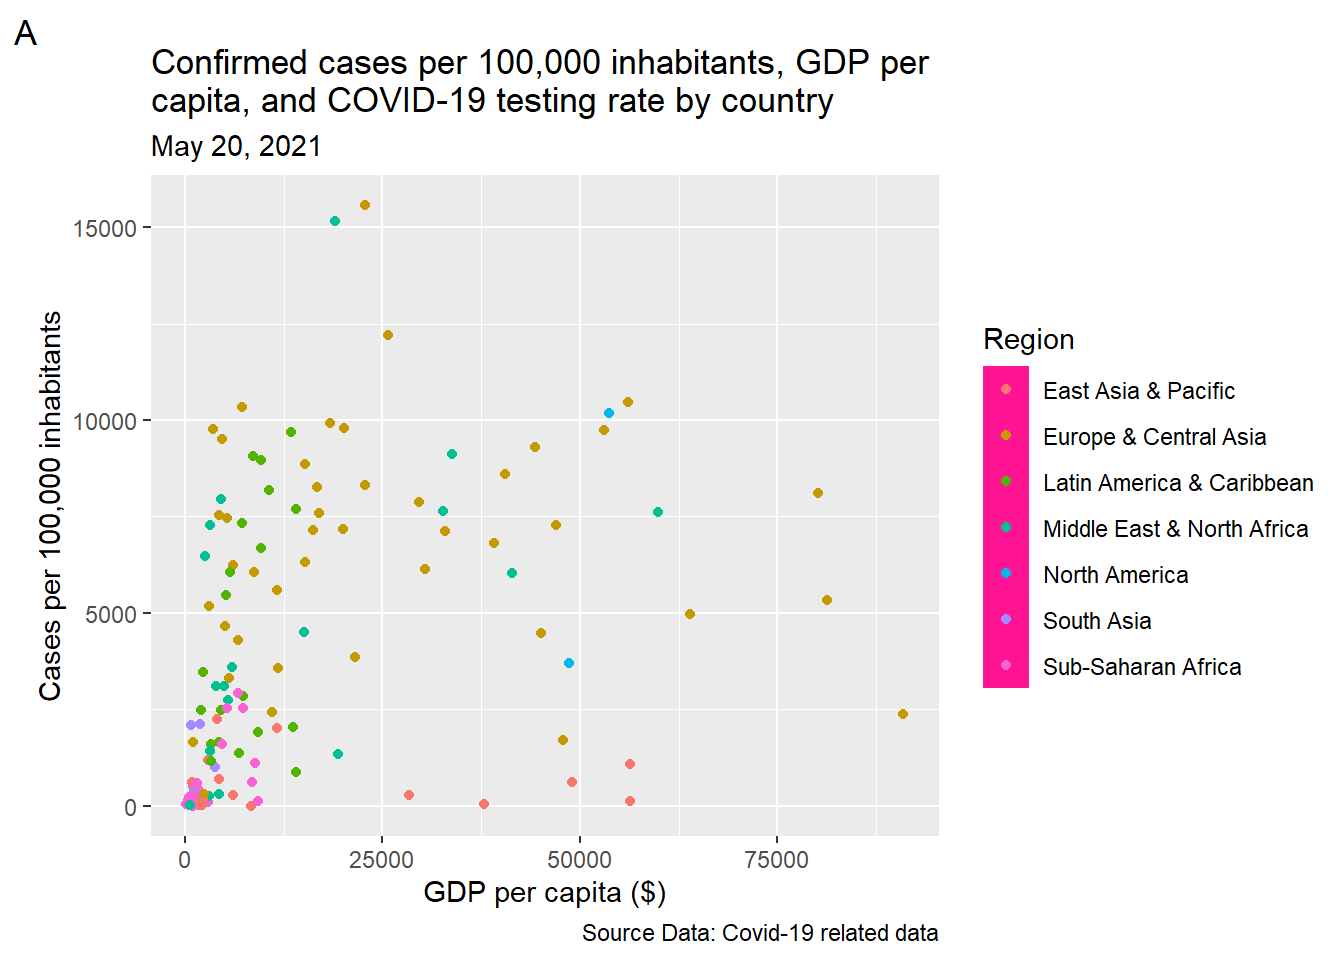 A
Confirmed cases per 100,000 inhabitants, GDP per
capita, and COVID-19 testing rate by country
May 20, 2021
Cases per 100,000 inhabitants
15000
10000
5000
0
0
25000
50000
75000
GDP per capita ($)
Source Data: Covid-19 related data
Region
East Asia & Pacific
Europe & Central Asia
Latin America & Caribbean
Middle East & North Africa
North America
South Asia
Sub-Saharan Africa